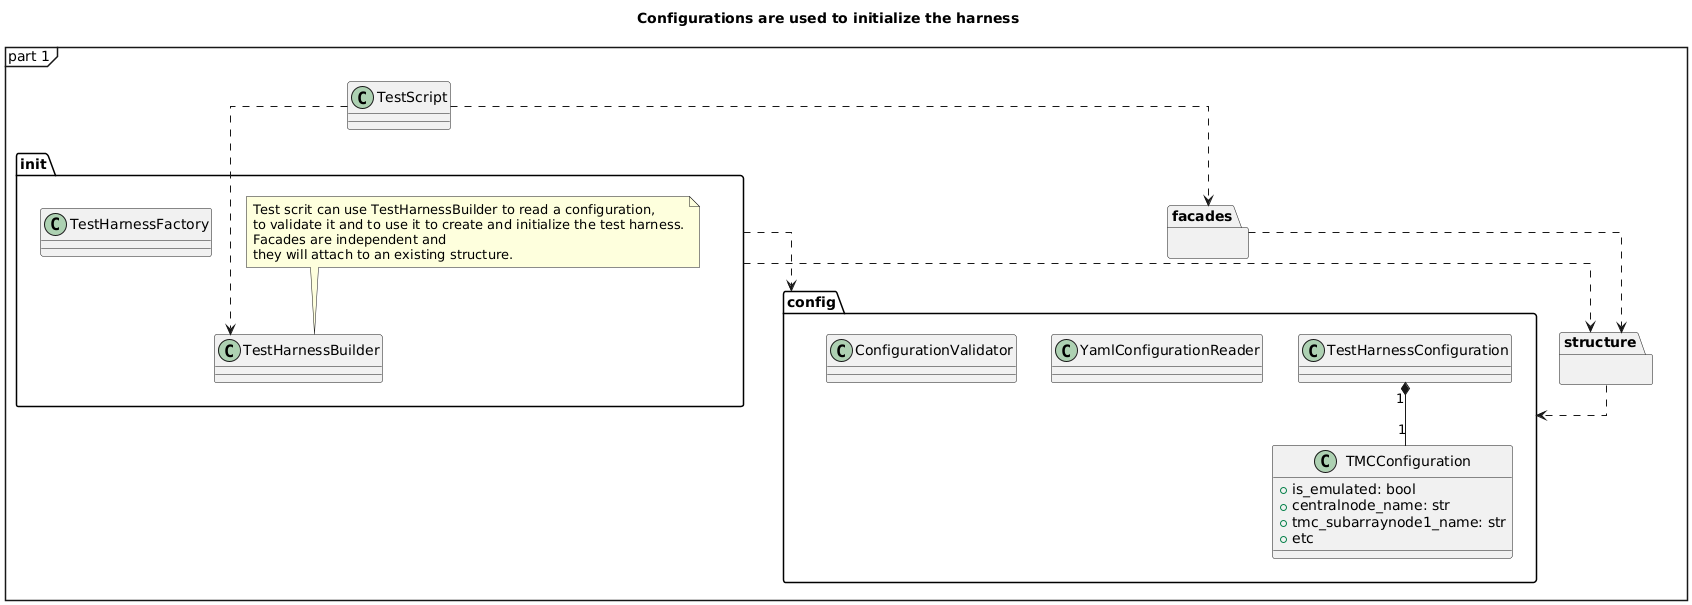 Configurations are used to initialize the harness
part 1
C TestScript
init
C TestHarnessFactory
Test scrit can use TestHarnessBuilder to read a configuration,
to validate it and to use it to create and initialize the test harness.
Facades are independent and
they will attach to an existing structure.
C TestHarnessBuilder
facades
config
C ConfigurationValidator
C YamlConfigurationReader
C TestHarnessConfiguration
1
1
C TMCConfiguration
is_emulated: bool
centralnode_name: str
tmc_subarraynode1_name: str
etc
structure